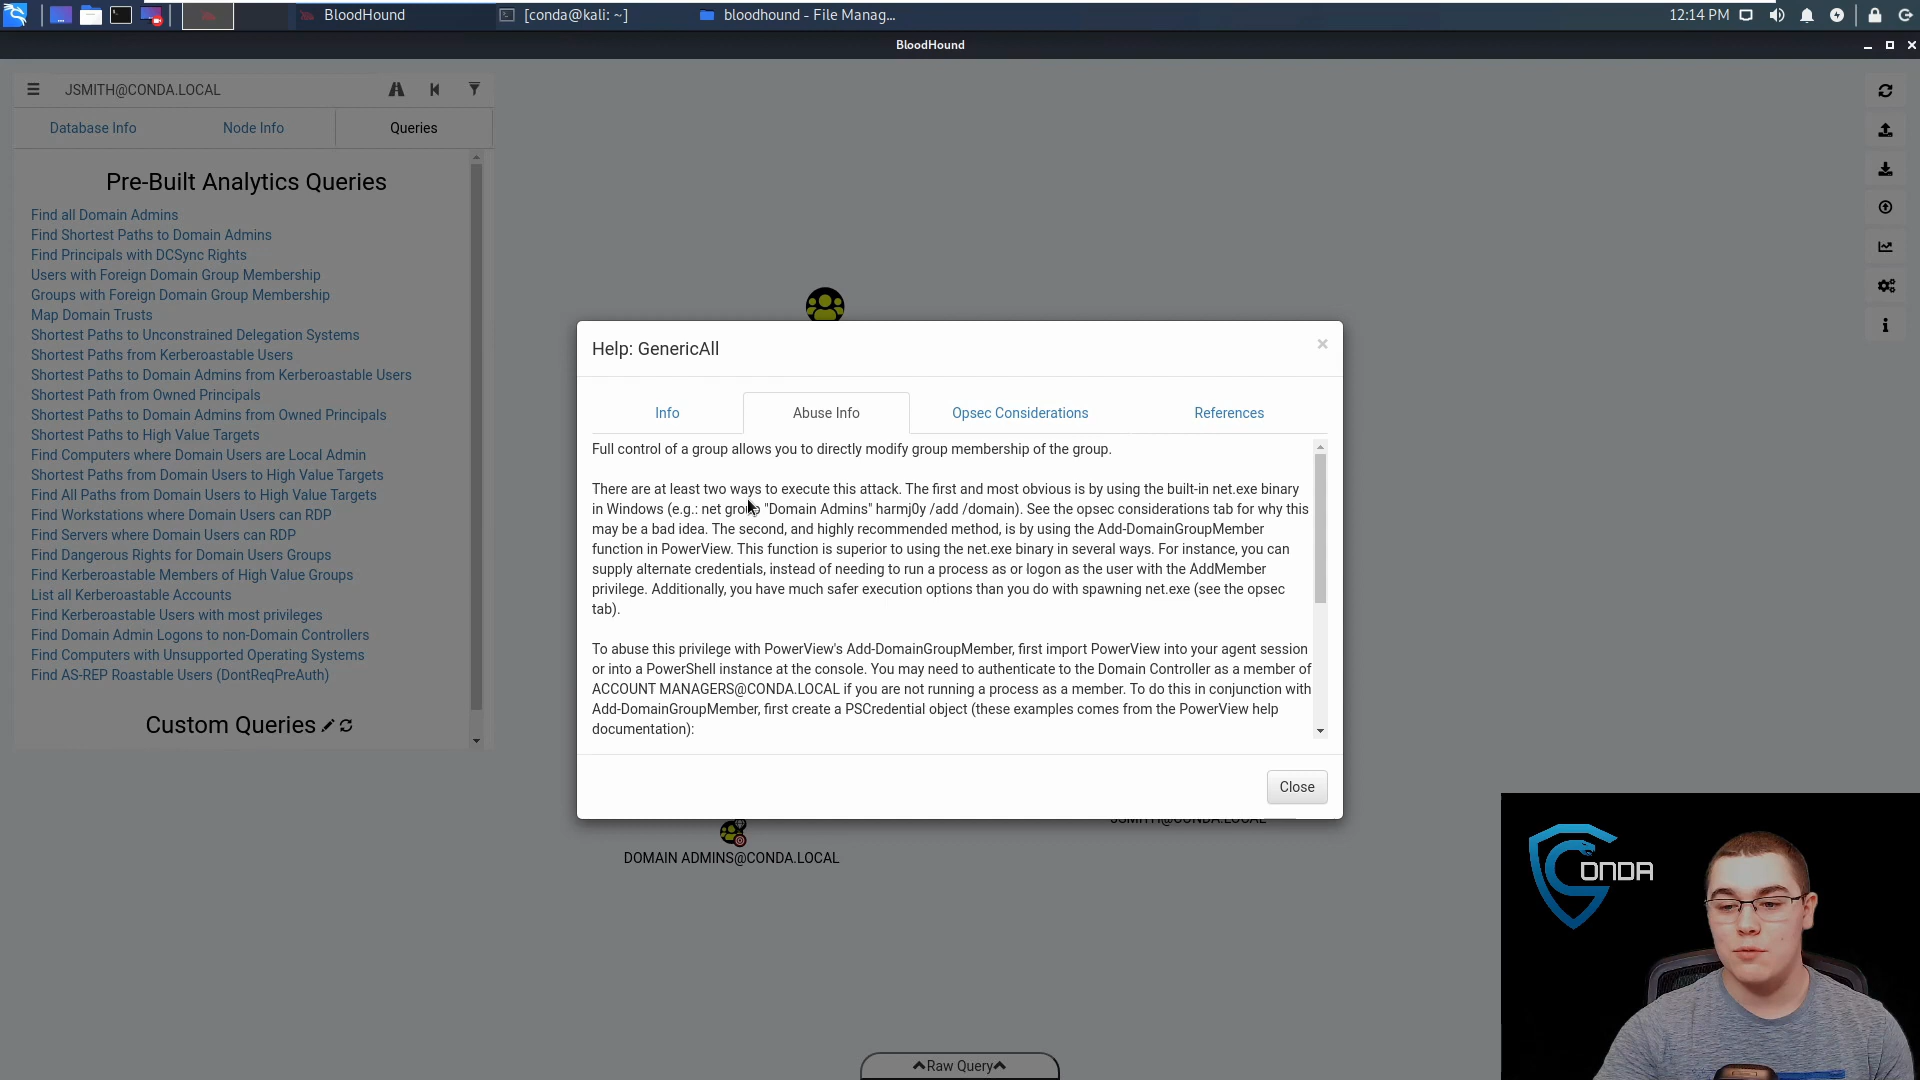 BloodHound
[conda@kali: ~]
bloodhound - File Manag...
12:14 PM
BloodHound
JSMITH@CONDA.LOCAL
Database Info
Node Info
Queries
Pre-Built Analytics Queries
Find all Domain Admins
Find Shortest Paths to Domain Admins
Find Principals with DCSync Rights
Users with Foreign Domain Group Membership
Groups with Foreign Domain Group Membership
Map Domain Trusts
Shortest Paths to Unconstrained Delegation Systems
Shortest Paths from Kerberoastable Users
Shortest Paths to Domain Admins from Kerberoastable Users
Shortest Path from Owned Principals
Shortest Paths to Domain Admins from Owned Principals
Shortest Paths to High Value Targets
Find Computers where Domain Users are Local Admin
Shortest Paths from Domain Users to High Value Targets
Find All Paths from Domain Users to High Value Targets
Find Workstations where Domain Users can RDP
Find Servers where Domain Users can RDP
Find Dangerous Rights for Domain Users Groups
Find Kerberoastable Members of High Value Groups
List all Kerberoastable Accounts
Find Kerberoastable Users with most privileges
Find Domain Admin Logons to non-Domain Controllers
Find Computers with Unsupported Operating Systems
Find AS-REP Roastable Users (DontReqPreAuth)
Custom Queries
Help: GenericAll
×
Info
Abuse Info
Opsec Considerations
References
Full control of a group allows you to directly modify group membership of the group.
There are at least two ways to execute this attack. The first and most obvious is by using the built-in net.exe binary
in Windows (e.g.: net group "Domain Admins" harmj0y /add /domain). See the opsec considerations tab for why this
may be a bad idea. The second, and highly recommended method, is by using the Add-DomainGroupMember
function in PowerView. This function is superior to using the net.exe binary in several ways. For instance, you can
supply alternate credentials, instead of needing to run a process as or logon as the user with the AddMember
privilege. Additionally, you have much safer execution options than you do with spawning net.exe (see the opsec
tab).
To abuse this privilege with PowerView's Add-DomainGroupMember, first import PowerView into your agent session
or into a PowerShell instance at the console. You may need to authenticate to the Domain Controller as a member of
ACCOUNT MANAGERS@CONDA.LOCAL if you are not running a process as a member. To do this in conjunction with
Add-DomainGroupMember, first create a PSCredential object (these examples comes from the PowerView help
documentation):
Close
JSMITH@CONDA.LOCAL
DOMAIN ADMINS@CONDA.LOCAL
CONDA
Raw Query